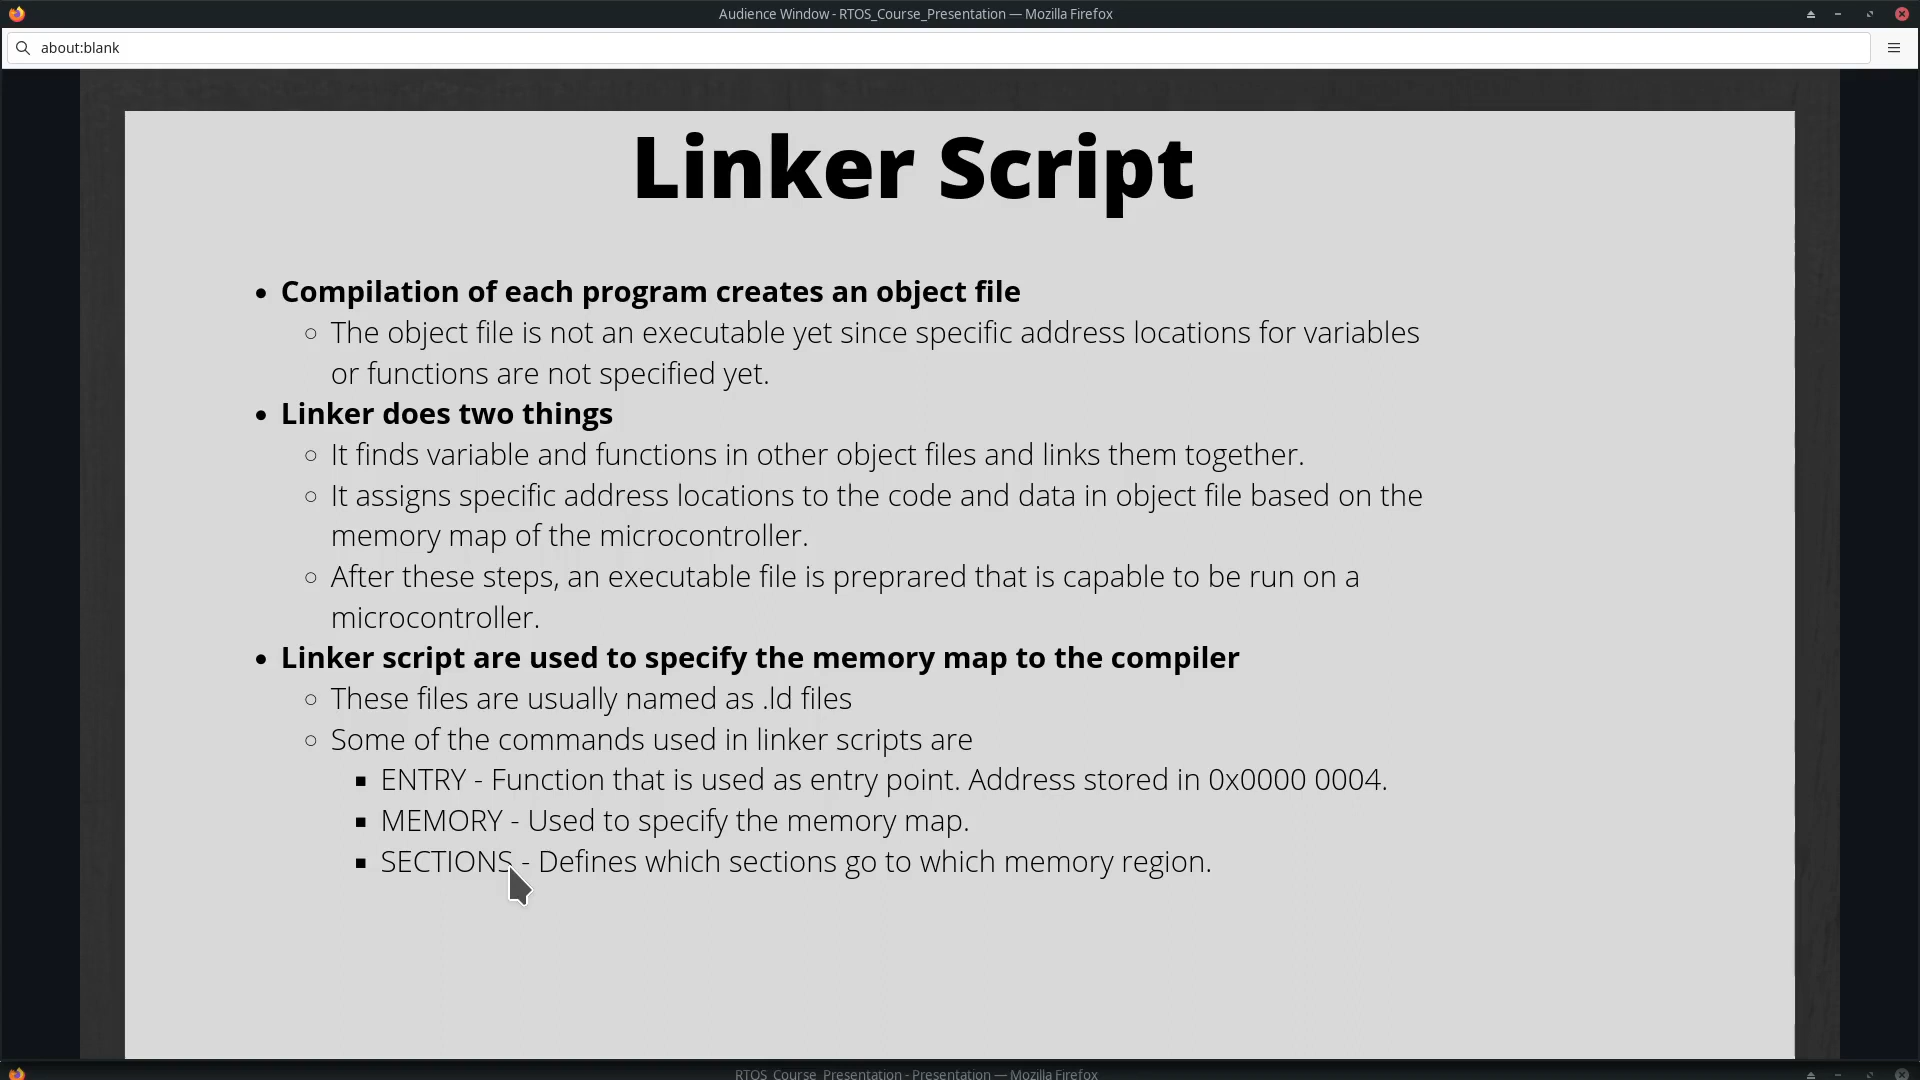 Audience Window - RTOS_Course_Presentation — Mozilla Firefox
about:blank
Linker Script
• Compilation of each program creates an object file
○ The object file is not an executable yet since specific address locations for variables
or functions are not specified yet.
• Linker does two things
○ It finds variable and functions in other object files and links them together.
○ It assigns specific address locations to the code and data in object file based on the
memory map of the microcontroller.
○ After these steps, an executable file is preprared that is capable to be run on a
microcontroller.
• Linker script are used to specify the memory map to the compiler
○ These files are usually named as .ld files
○ Some of the commands used in linker scripts are
▪ ENTRY - Function that is used as entry point. Address stored in 0x0000 0004.
▪ MEMORY - Used to specify the memory map.
▪ SECTIONS - Defines which sections go to which memory region.
RTOS_Course_Presentation - Presentation — Mozilla Firefox